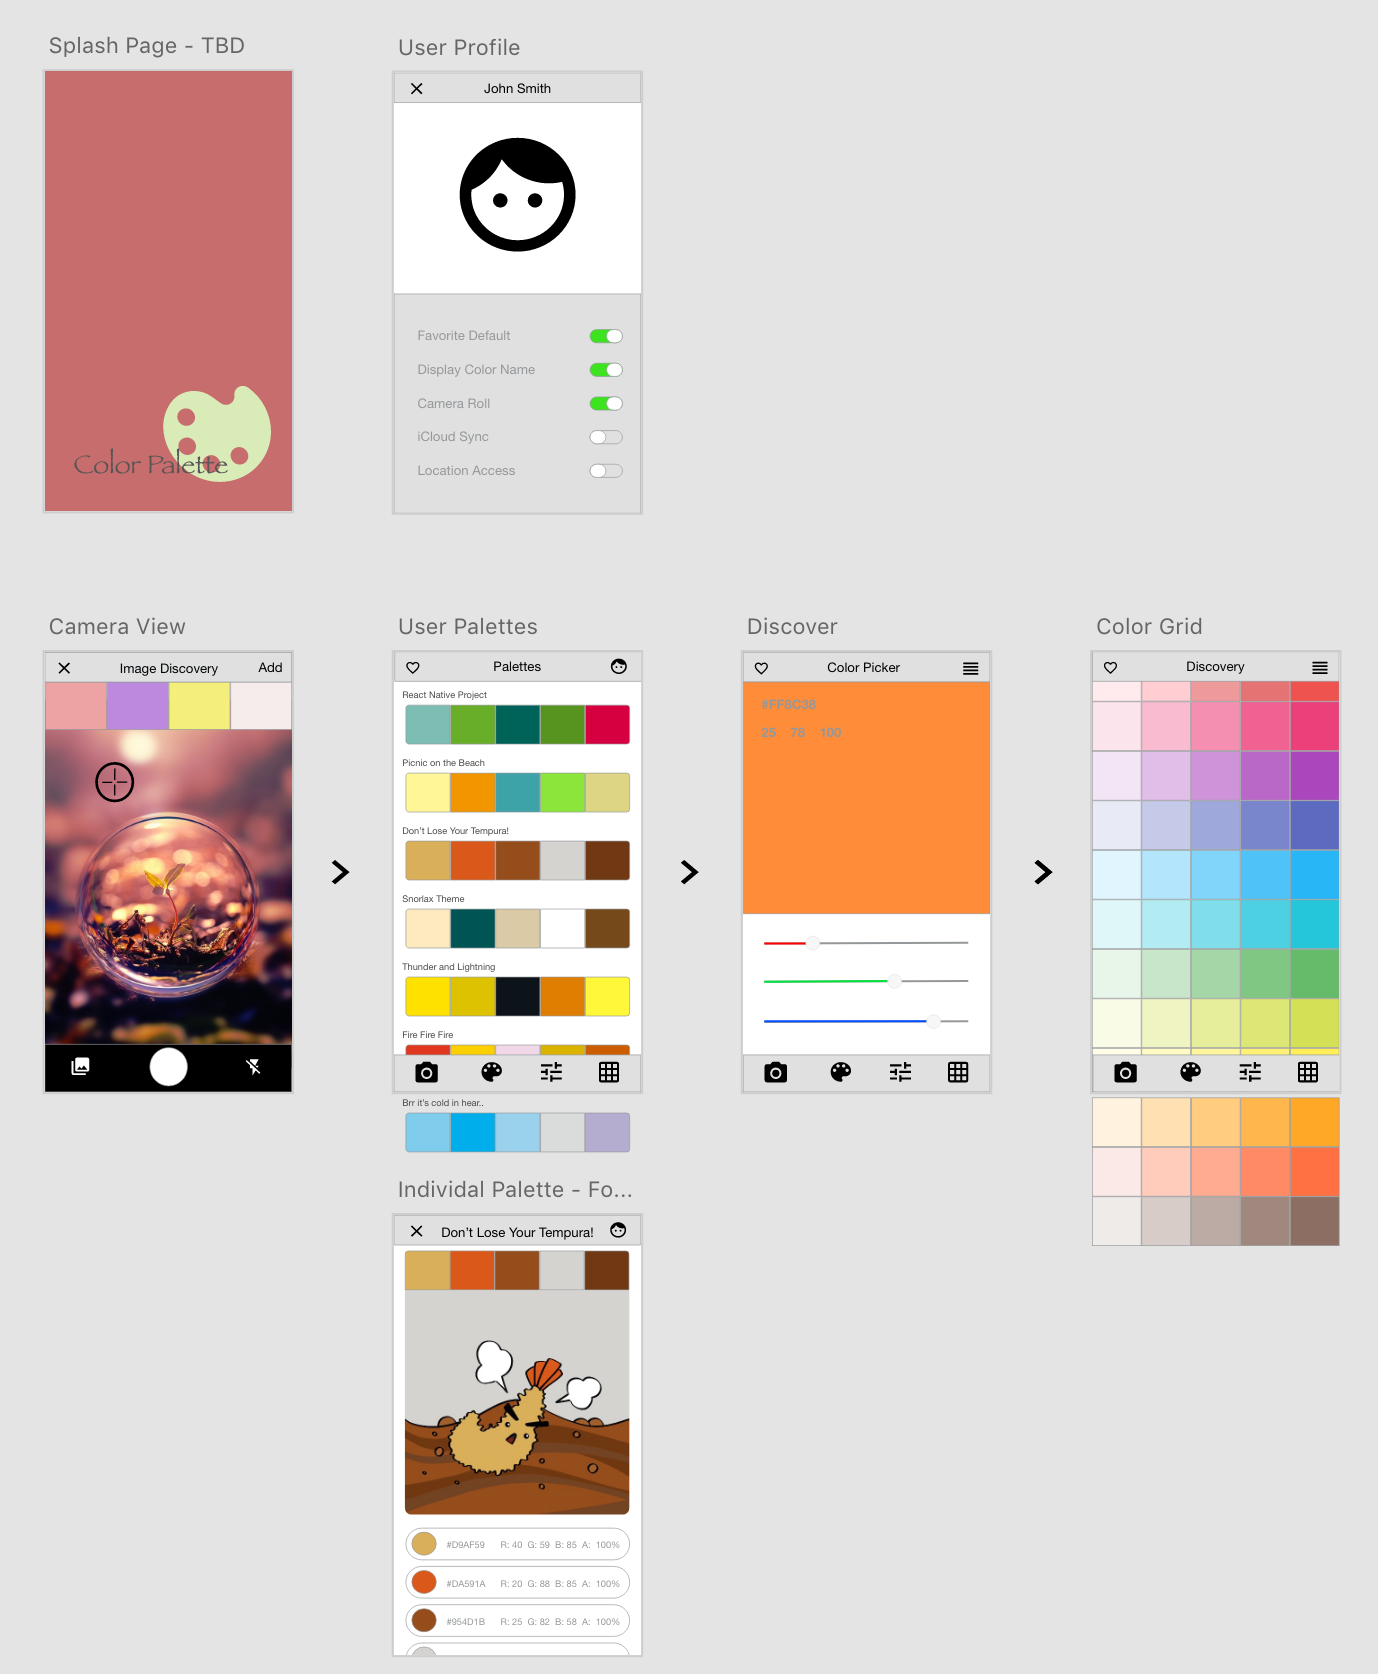 Splash Page - TBD
Color Palette
User Profile
John Smith
Favorite Default
Display Color Name
Camera Roll
iCloud Sync
Location Access
Camera View
Image Discovery
Add
User Palettes
Palettes
React Native Project
Picnic on the Beach
Don't Lose Your Tempura!
Snorlax Theme
Thunder and Lightning
Fire Fire Fire
Brr it's cold in hear..
Discover
Color Picker
#FF8C38
25 78 100
Color Grid
Discovery
Individal Palette - Fo...
Don't Lose Your Tempura!
#D9AF59 R: 40 G: 59 B: 85 A: 100%
#DA591A R: 20 G: 88 B: 85 A: 100%
#954D1B R: 25 G: 82 B: 58 A: 100%